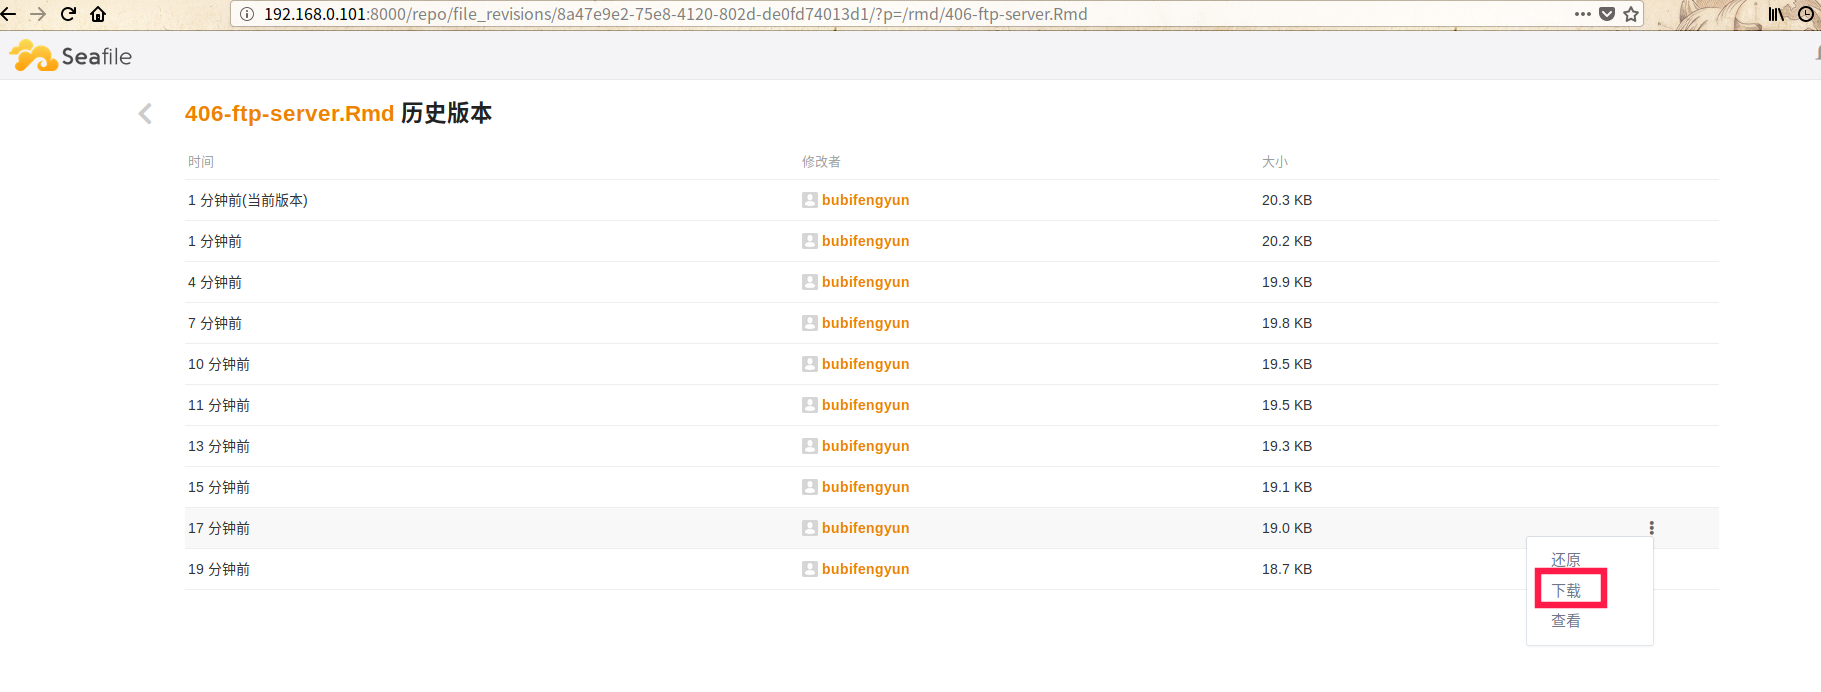 192.168.0.101:8000/repo/file_revisions/8a47e9e2-75e8-4120-802d-de0fd74013d1/?p=/rmd/406-ftp-server.Rmd
Seafile
406-ftp-server.Rmd 历史版本
时间 修改者 大小
1 分钟前(当前版本) bubifengyun 20.3 KB
1 分钟前 bubifengyun 20.2 KB
4 分钟前 bubifengyun 19.9 KB
7 分钟前 bubifengyun 19.8 KB
10 分钟前 bubifengyun 19.5 KB
11 分钟前 bubifengyun 19.5 KB
13 分钟前 bubifengyun 19.3 KB
15 分钟前 bubifengyun 19.1 KB
17 分钟前 bubifengyun 19.0 KB
19 分钟前 bubifengyun 18.7 KB
还原
下载
查看